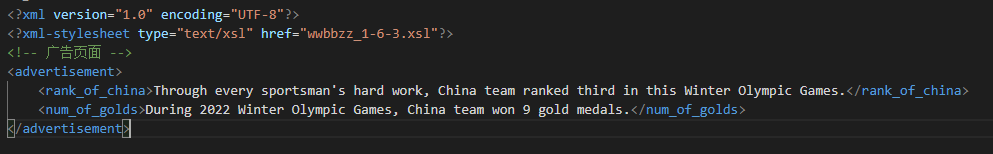 <?xml version="1.0" encoding="UTF-8"?>
<?xml-stylesheet type="text/xsl" href="wwbbzz_1-6-3.xsl"?>
<!-- 广告页面 -->
<advertisement>
<rank_of_china>Through every sportsman's hard work, China team ranked third in this Winter Olympic Games.</rank_of_china>
<num_of_golds>During 2022 Winter Olympic Games, China team won 9 gold medals.</num_of_golds>
</advertisement>